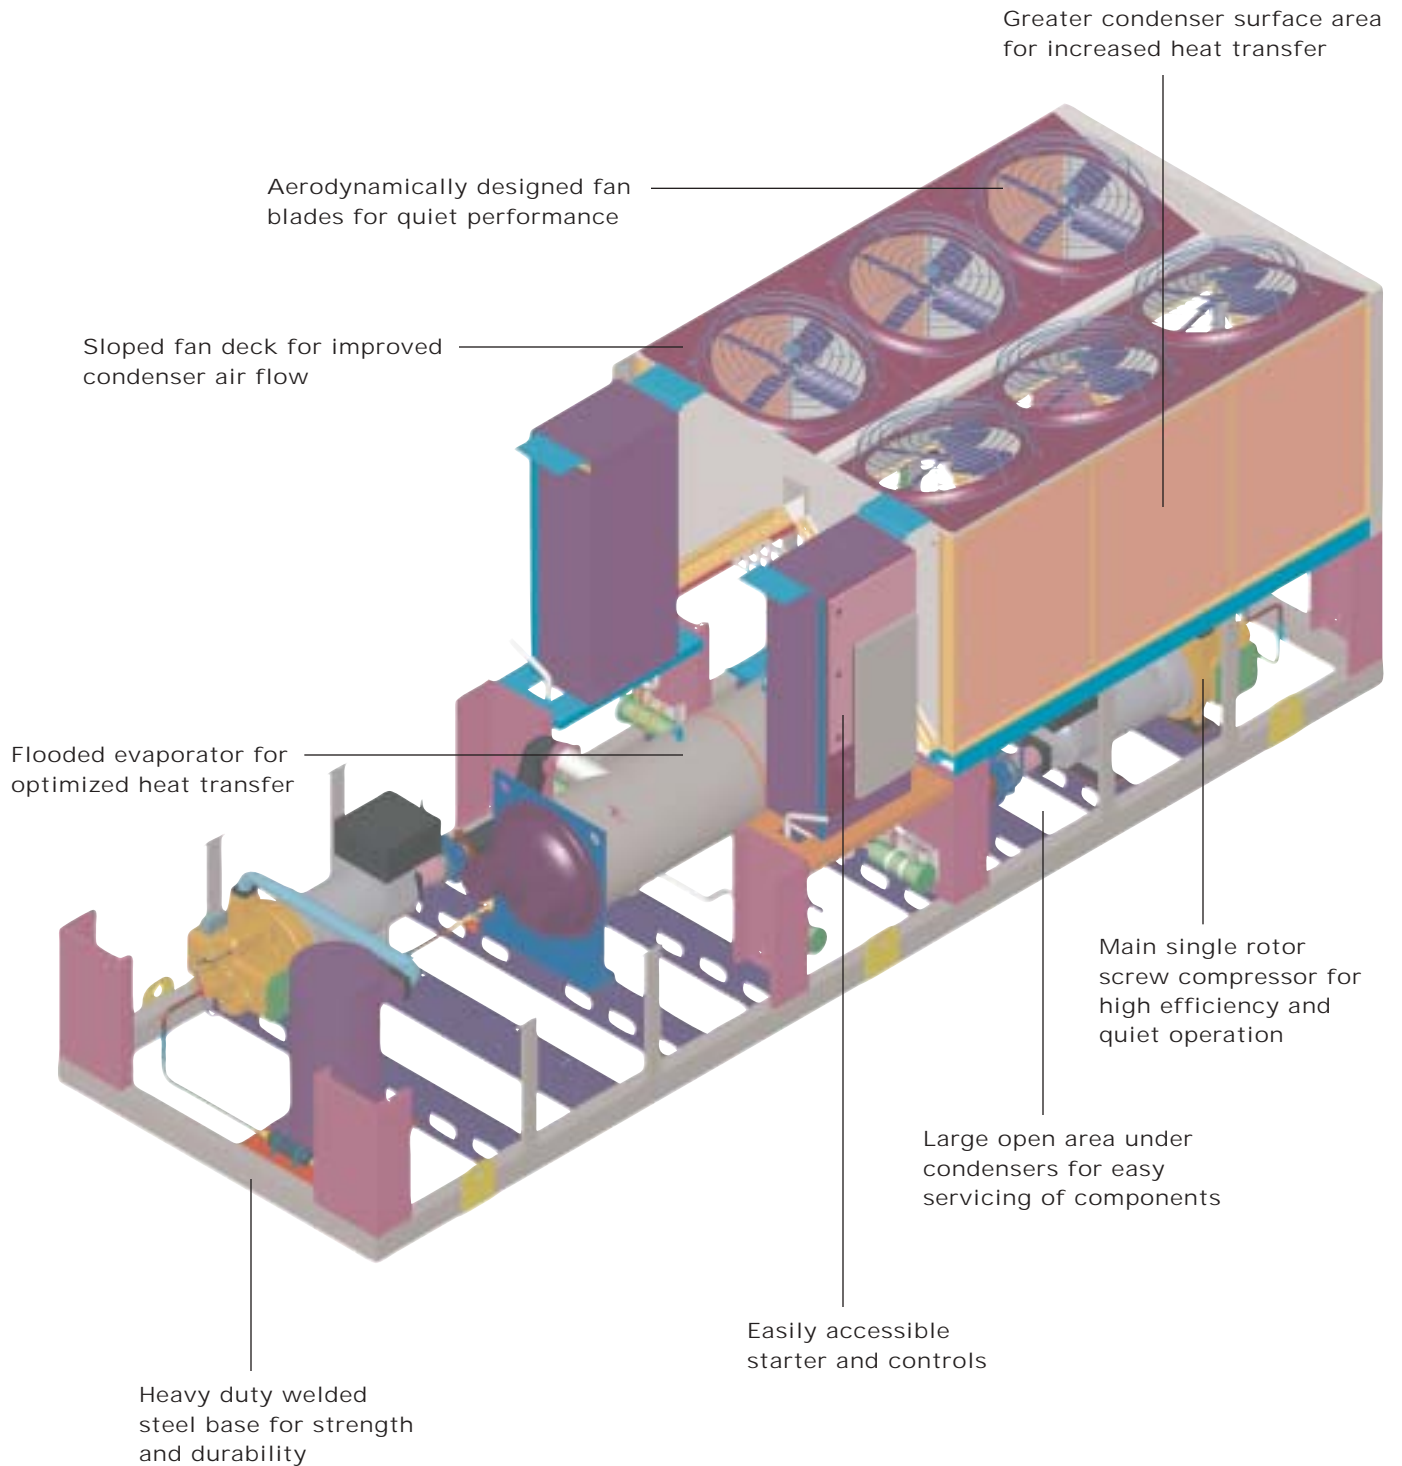 Greater condenser surface area
for increased heat transfer
Aerodynamically designed fan
blades for quiet performance
Sloped fan deck for improved
condenser air flow
Flooded evaporator for
optimized heat transfer
Main single rotor
screw compressor for
high efficiency and
quiet operation
Large open area under
condensers for easy
servicing of components
Easily accessible
starter and controls
Heavy duty welded
steel base for strength
and durability